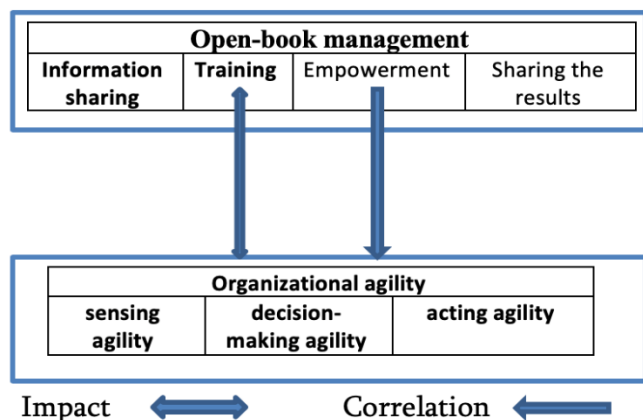 Open-book management
Information sharing
Training
Empowerment
Sharing the results
Organizational agility
sensing agility
decision-making agility
acting agility
Impact
Correlation